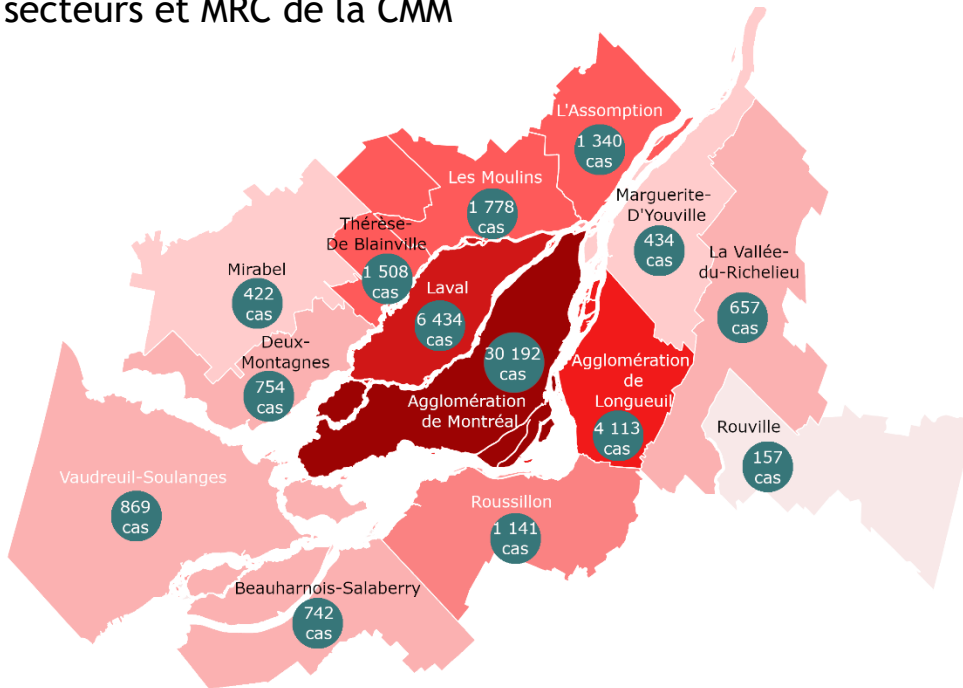 secteurs et MRC de la CMM
L'Assomption
1 340
cas
Les Moulins
1 778
cas
Marguerite-
D'Youville
434
cas
Thérèse-
De Blainville
1 508
cas
La Vallée-
du-Richelieu
657
cas
Mirabel
422
cas
Laval
6 434
cas
Deux-
Montagnes
754
cas
30 192
cas
Agglomération
de Montréal
Agglomération
de
Longueuil
4 113
cas
Rouville
157
cas
Vaudreuil-Soulanges
869
cas
Roussillon
1 141
cas
Beauharnois-Salaberry
742
cas